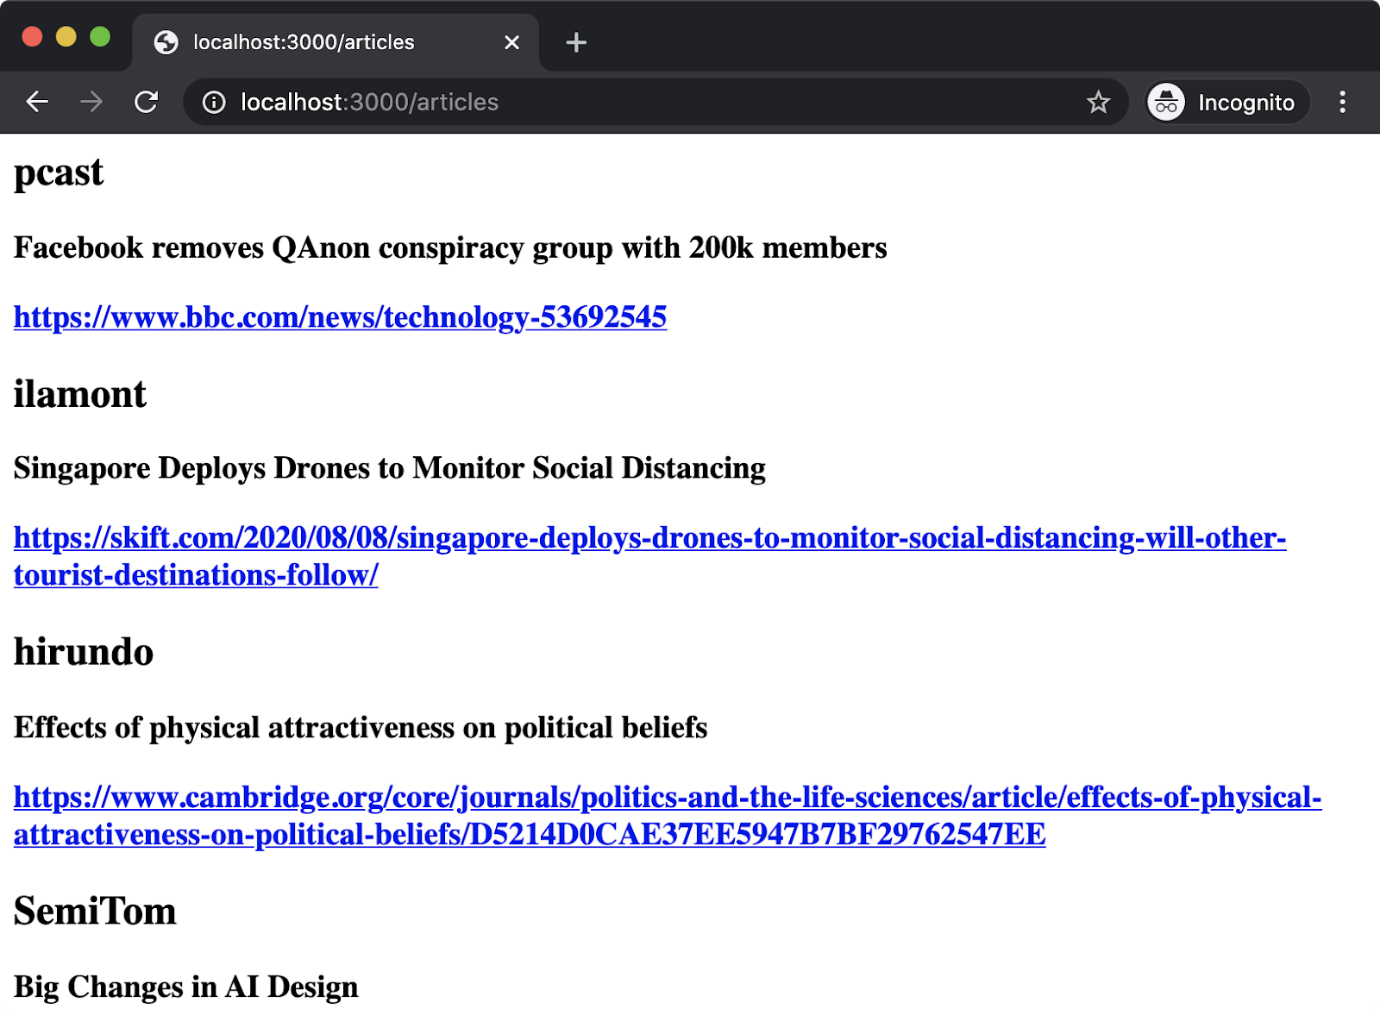 localhost:3000/articles
localhost:3000/articles
Incognito
pcast
Facebook removes QAnon conspiracy group with 200k members
https://www.bbc.com/news/technology-53692545
ilamont
Singapore Deploys Drones to Monitor Social Distancing
https://skift.com/2020/08/08/singapore-deploys-drones-to-monitor-social-distancing-will-other-
tourist-destinations-follow/
hirundo
Effects of physical attractiveness on political beliefs
https://www.cambridge.org/core/journals/politics-and-the-life-sciences/article/effects-of-physical-
attractiveness-on-political-beliefs/D5214D0CAE37EE5947B7BF29762547EE
SemiTom
Big Changes in AI Design